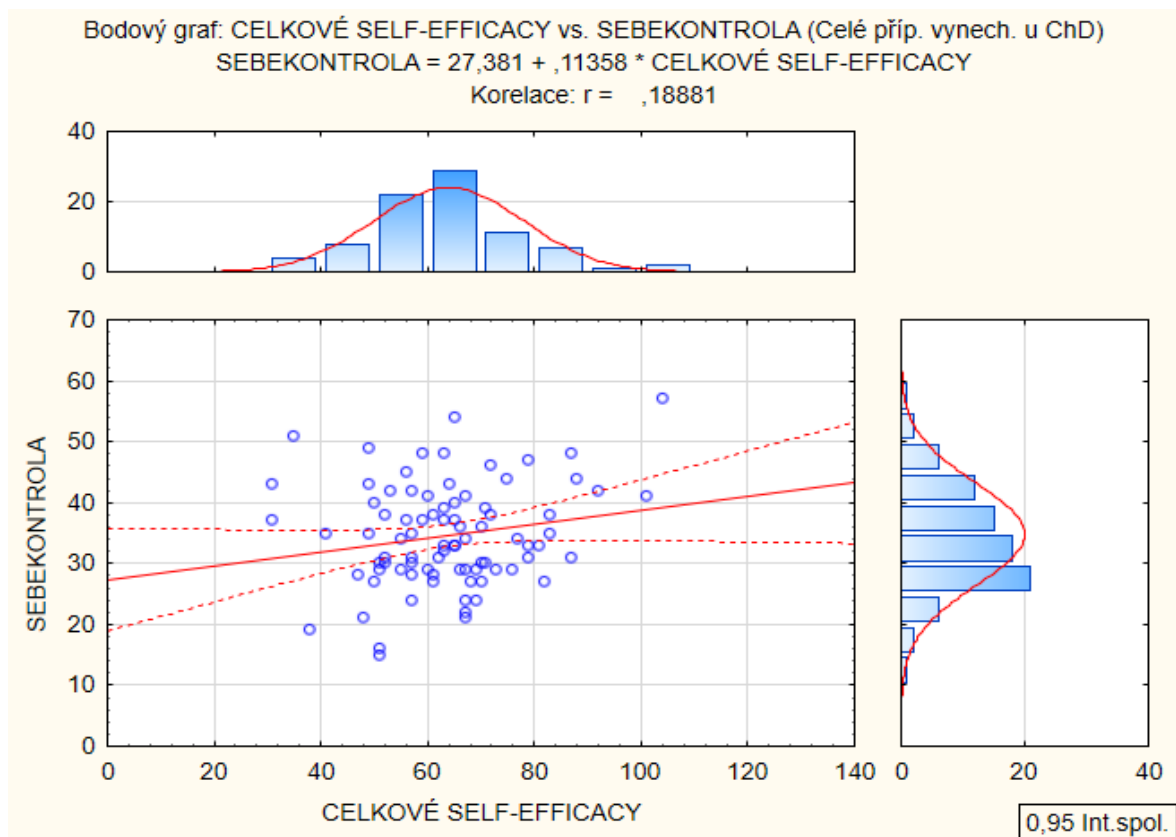 Bodový graf: CELKOVÉ SELF-EFFICACY vs. SEBEKONTROLA (Celé příp. vynech. u ChD)
SEBEKONTROLA = 27,381 + ,11358 * CELKOVÉ SELF-EFFICACY
Korelace: r = ,18881
40
20
0
70
60
50
40
30
20
10
0
SEBEKONTROLA
0 20 40 60 80 100 120 140
CELKOVÉ SELF-EFFICACY
0 20 40
0,95 Int.spol.